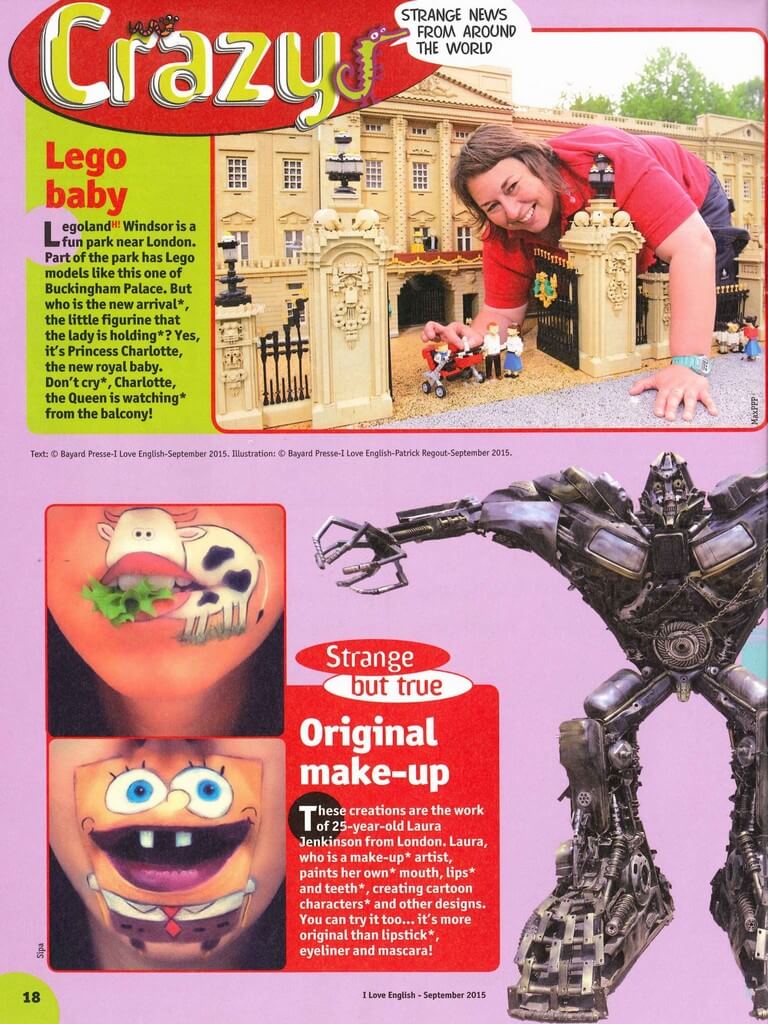 Crazy
STRANGE NEWS
FROM AROUND
THE WORLD
Lego
baby
Legoland(H!) Windsor is a
fun park near London.
Part of the park has Lego
models like this one of
Buckingham Palace. But
who is the new arrival*,
the little figurine that
the lady is holding*? Yes,
it's Princess Charlotte,
the new royal baby.
Don't cry*, Charlotte,
the Queen is watching*
from the balcony!
MaxPPP
Text: © Bayard Presse-I Love English-September 2015. Illustration: © Bayard Presse-I Love English-Patrick Regout-September 2015.
Strange
but true
Original
make-up
These creations are the work
of 25-year-old Laura
Jenkinson from London. Laura,
who is a make-up* artist,
paints her own* mouth, lips*
and teeth*, creating cartoon
characters* and other designs.
You can try it too... it's more
original than lipstick*,
eyeliner and mascara!
Sipa
18
I Love English - September 2015